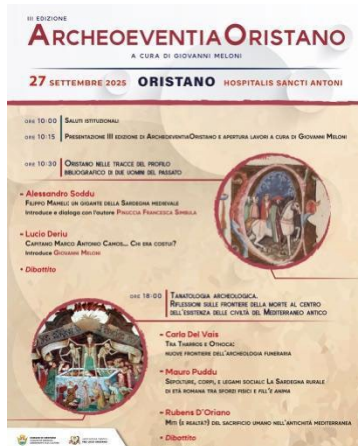 III EDIZIONE
ARCHEOEVENTIAORISTANO
A CURA DI GIOVANNI MELONI
27 SETTEMBRE 2025 ORISTANO HOSPITALIS SANCTI ANTONI
ORE 10:00 SALUTI ISTITUZIONALI
ORE 10:15 PRESENTAZIONE III EDIZIONE DI ARCHEOEVENTIAORISTANO E APERTURA LAVORI A CURA DI GIOVANNI MELONI
ORE 10:30 ORISTANO NELLE TRACCE DEL PROFILO
BIBLIOGRAFICO DI DUE UOMINI DEL PASSATO
- Alessandro Soddu
FILIPPO MAMELI: UN GIGANTE DELLA SARDEGNA MEDIEVALE
INTRODUCE E DIALOGA CON L'AUTORE PINUCCIA FRANCESCA SIMBULA
- Lucio Deriu
CAPITANO MARCO ANTONIO CAMOS... CHI ERA COSTUI?
INTRODUCE GIOVANNI MELONI
• Dibattito
ORE 18:00 TANATOLOGIA ARCHEOLOGICA.
RIFLESSIONI SULLE FRONTIERE DELLA MORTE AL CENTRO
DELL'ESISTENZA DELLE CIVILTÀ DEL MEDITERRANEO ANTICO
- Carla Del Vais
TRA THARROS E OTHOCA:
NUOVE FRONTIERE DELL'ARCHEOLOGIA FUNERARIA
- Mauro Puddu
SEPOLTURE, CORPI, E LEGAMI SOCIALI: LA SARDEGNA RURALE
DI ETÀ ROMANA TRA SFORZI FISICI E PILL'E ANIMA
- Rubens D'Oriano
MITI (E REALTÀ?) DEL SACRIFICIO UMANO NELL'ANTICHITÀ MEDITERRANEA
• Dibattito